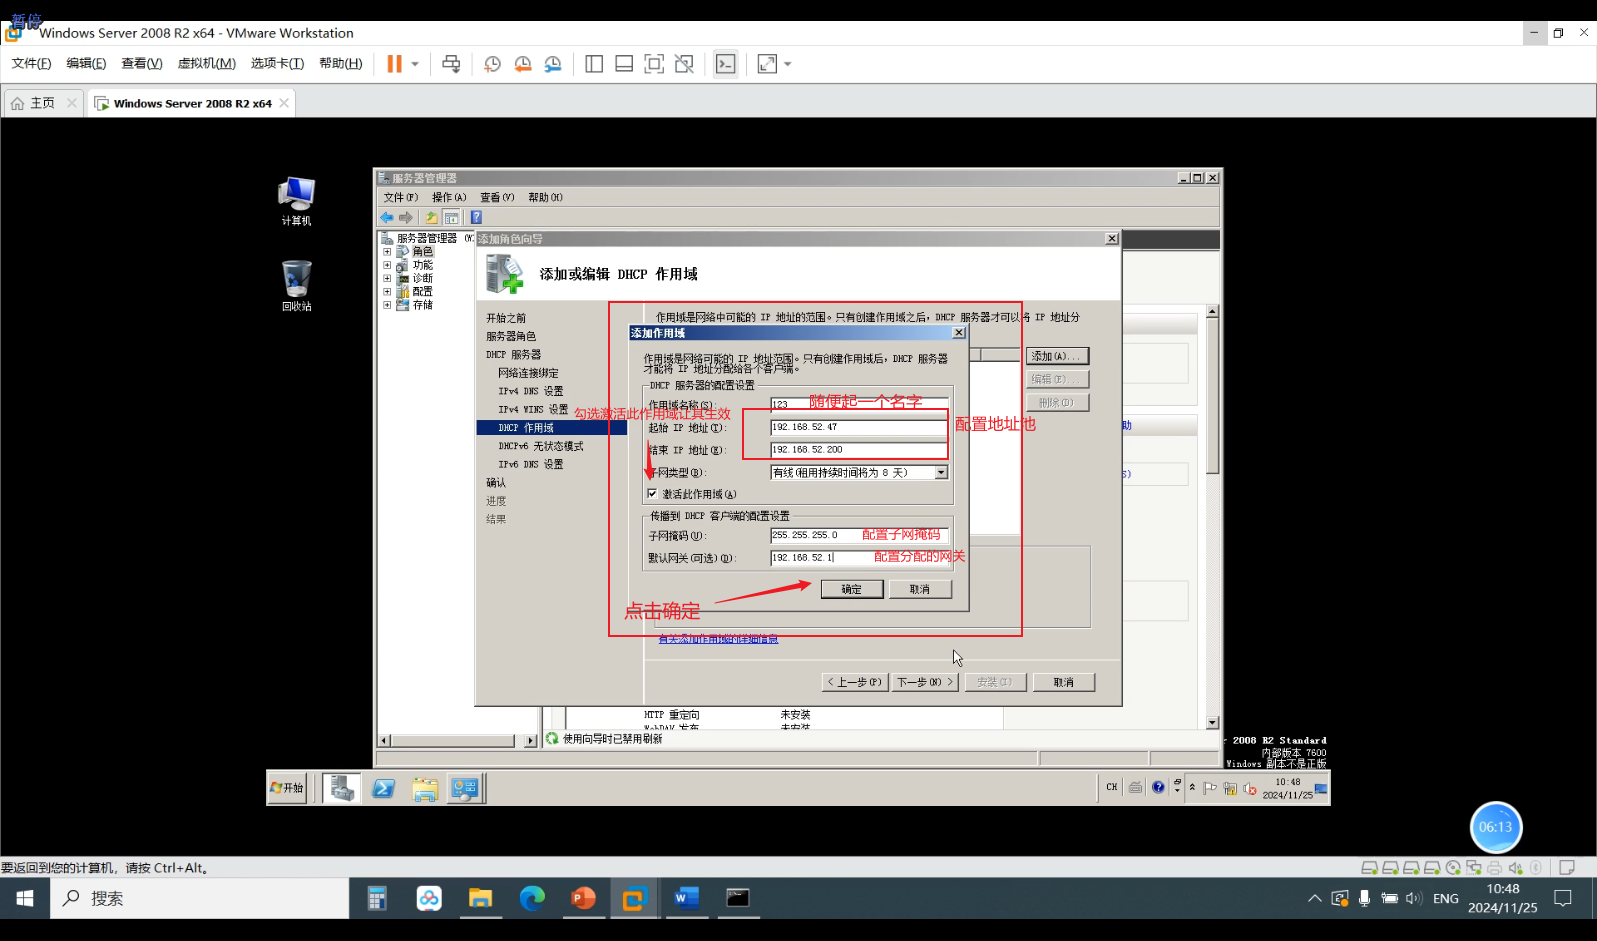 暂停
Windows Server 2008 R2 x64 - VMware Workstation
文件(F) 编辑(E) 查看(V) 虚拟机(M) 选项卡(T) 帮助(H)
主页
Windows Server 2008 R2 x64
计算机
回收站
服务器管理器
文件(F) 操作(A) 查看(V) 帮助(H)
服务器管理器 (W
角色
功能
诊断
配置
存储
添加角色向导
添加或编辑 DHCP 作用域
开始之前
服务器角色
DHCP 服务器
网络连接绑定
IPv4 DNS 设置
IPv4 WINS 设置
DHCP 作用域
DHCPv6 无状态模式
IPv6 DNS 设置
确认
进度
结果
作用域是网络中可能的 IP 地址的范围。只有创建作用域之后，DHCP 服务器才可以将 IP 地址分
添加(A)...
编辑(E)...
删除(D)
添加作用域
作用域是网络可能的 IP 地址范围。只有创建作用域后，DHCP 服务器
才能将 IP 地址分配给各个客户端。
DHCP 服务器的配置设置
作用域名称(S): 123
随便起一个名字
勾选激活此作用域让其生效
起始 IP 地址(T): 192.168.52.47
配置地址池
结束 IP 地址(E): 192.168.52.200
子网类型(B): 有线(租用持续时间将为 8 天)
激活此作用域(A)
传播到 DHCP 客户端的配置设置
子网掩码(U): 255.255.255.0
配置子网掩码
默认网关(可选)(D): 192.168.52.1
配置分配的网关
确定 取消
点击确定
有关添加作用域的详细信息
< 上一步(P) 下一步(N) > 安装(I) 取消
助
S)
HTTP 重定向 未安装
WebDAV 发布 未安装
使用向导时已禁用刷新
2008 R2 Standard
内部版本 7600
Windows 副本不是正版
开始
CH
10:48
2024/11/25
06:13
要返回到您的计算机，请按 Ctrl+Alt。
搜索
ENG
10:48
2024/11/25